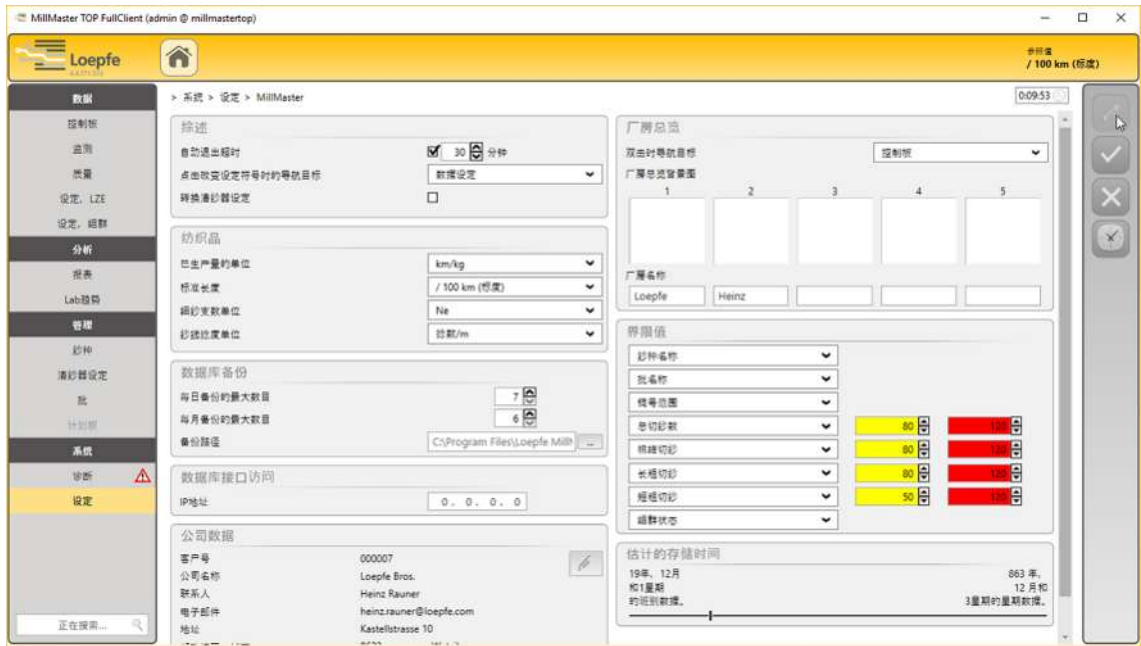 MillMaster TOP FullClient (admin @ millmastertop)
Loepfe
参照值
/ 100 km (标度)
数据
控制板
监测
质量
设定, LZE
设定, 组群
分析
报表
Lab趋势
管理
纱种
清纱器设定
批
计划板
系统
诊断
设定
正在搜索...
> 系统 > 设定 > MillMaster
0:09:53
综述
自动退出超时 30 分钟
点击改变设定符号时的导航目标 数据设定
转换清纱器设定
纺织品
已生产量的单位 km/kg
标准长度 / 100 km (标度)
细纱支数单位 Ne
纱线捻度单位 捻数/m
数据库备份
每日备份的最大数目 7
每月备份的最大数目 6
备份路径 C:\Program Files\Loepfe Mill ...
数据库接口访问
IP地址 0 . 0 . 0 . 0
公司数据
客户号 000007
公司名称 Loepfe Bros.
联系人 Heinz Rauner
电子邮件 heinz.rauner@loepfe.com
地址 Kastellstrasse 10
厂房总览
双击时导航目标 控制板
厂房总览背景图
1 2 3 4 5
厂房名称
Loepfe Heinz
界限值
纱种名称
批名称
锭号范围
总切纱数 80 120
棉结切纱 80 120
长粗切纱 80 120
短粗切纱 50 120
组群状态
估计的存储时间
19年, 12月 863 年,
和1星期 12 月和
的班别数据。 3星期的星期数据。